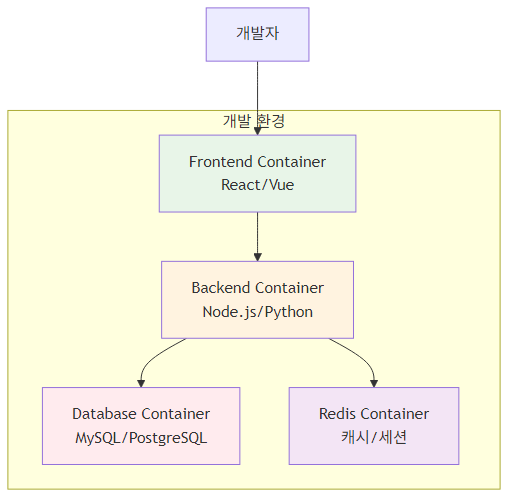 개발자
개발 환경
Frontend Container
React/Vue
Backend Container
Node.js/Python
Database Container
MySQL/PostgreSQL
Redis Container
캐시/세션